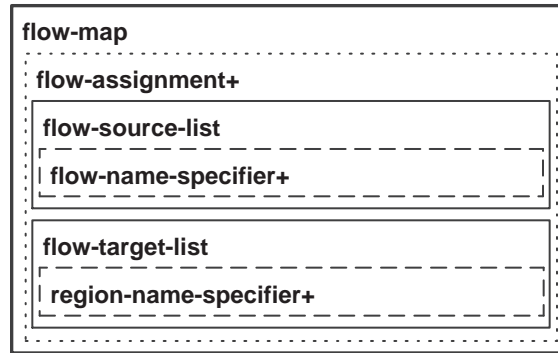 flow-map
flow-assignment+
flow-source-list
flow-name-specifier+
flow-target-list
region-name-specifier+